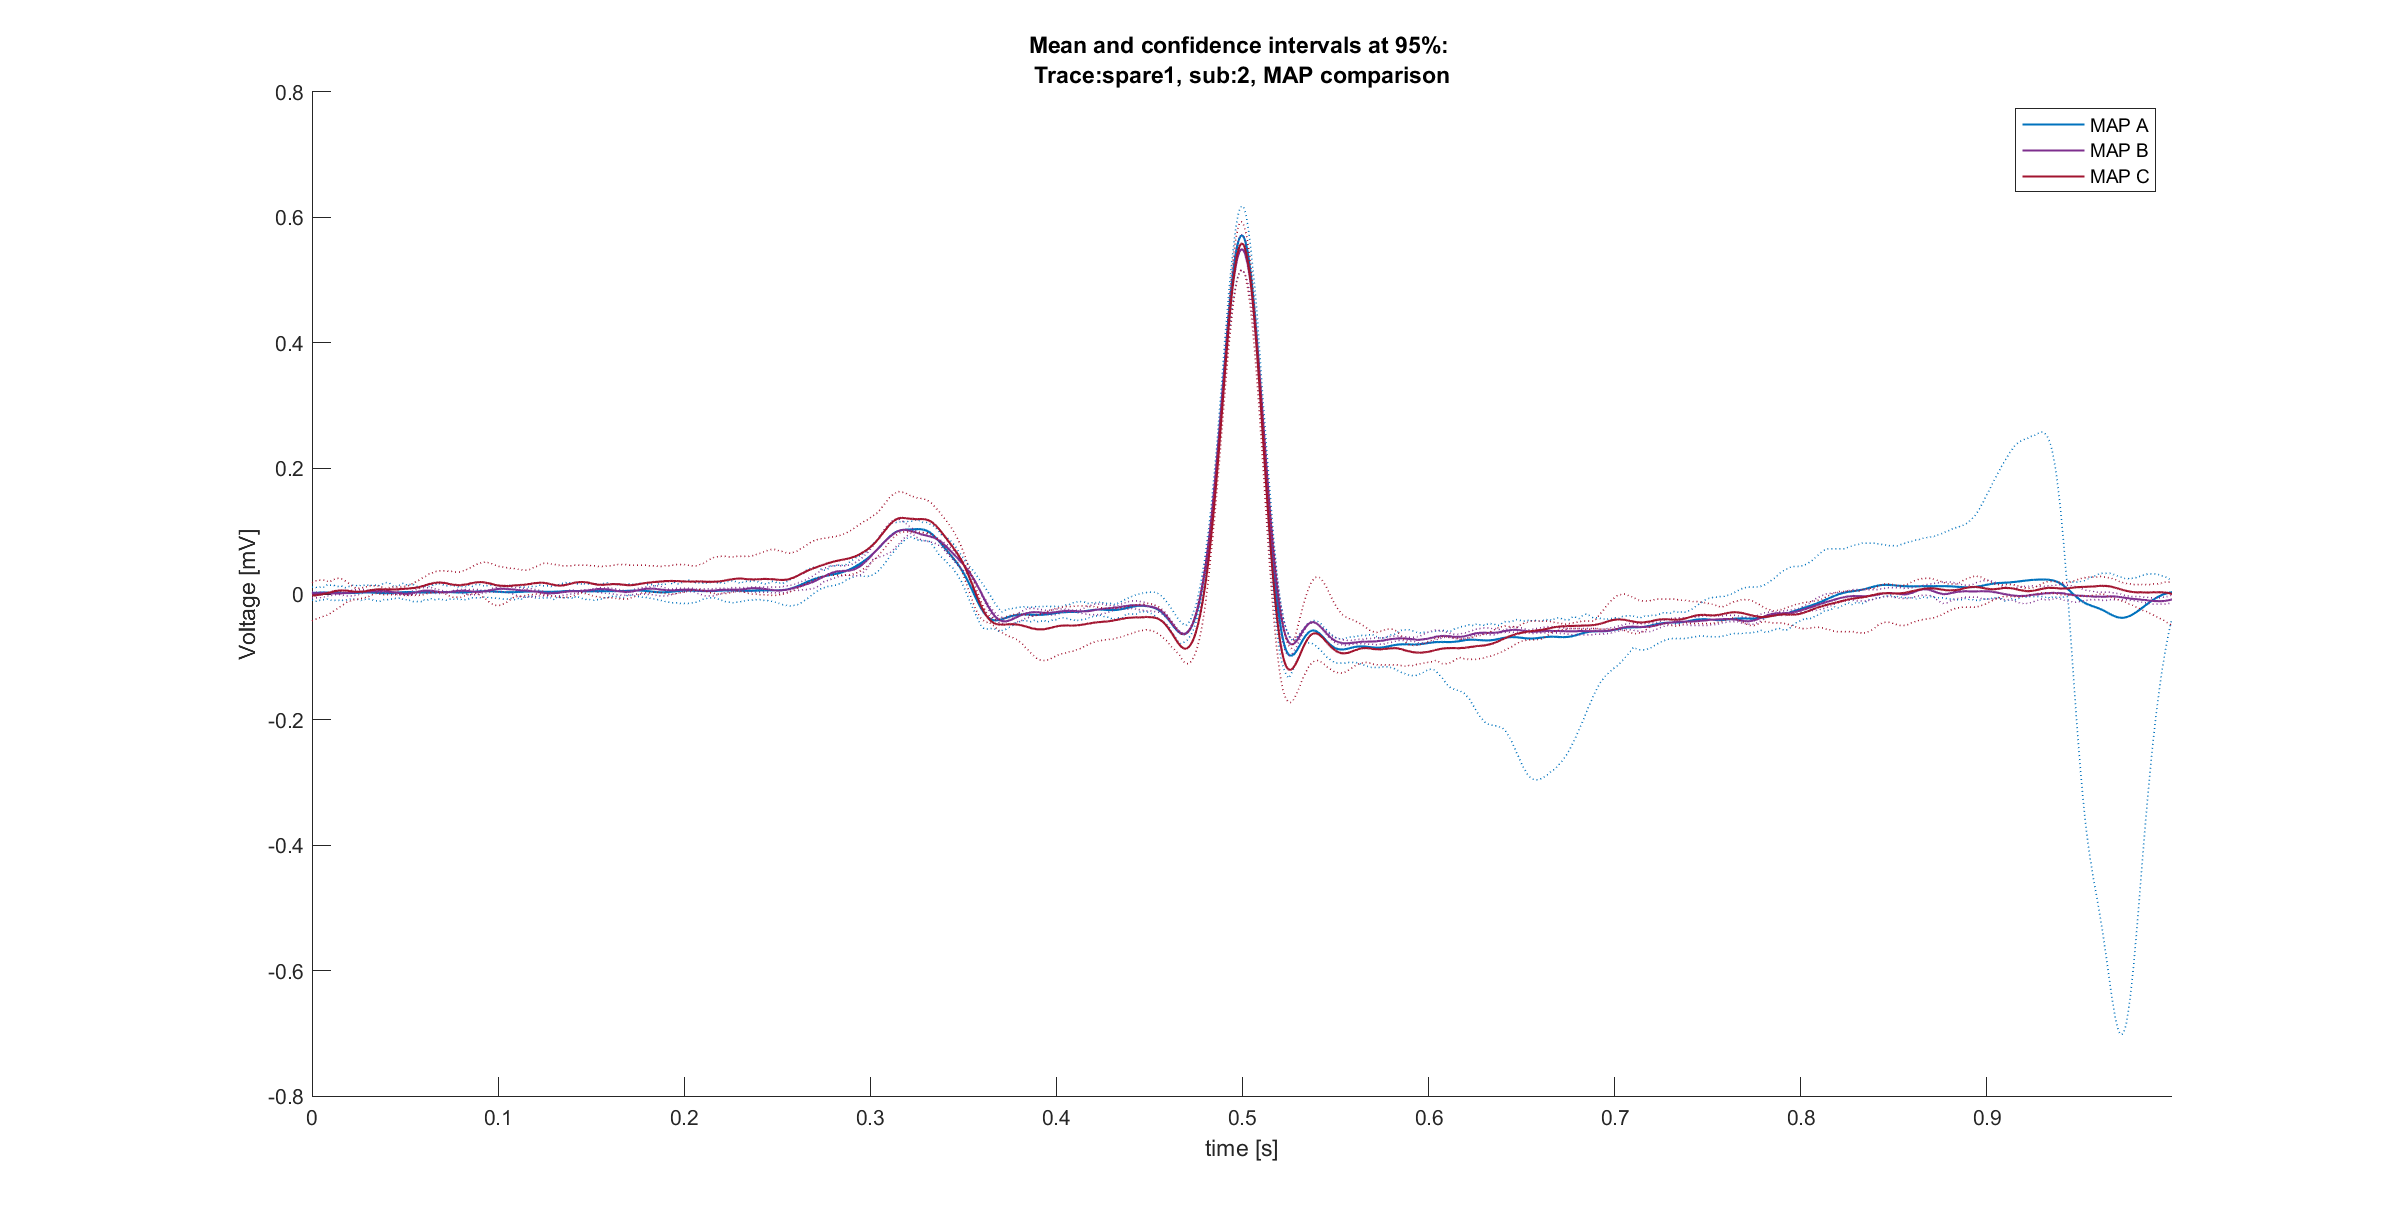 Mean and confidence intervals at 95%:
Trace:spare1, sub:2, MAP comparison
MAP A
MAP B
MAP C
Voltage [mV]
0.8
0.6
0.4
0.2
0
-0.2
-0.4
-0.6
-0.8
0 0.1 0.2 0.3 0.4 0.5 0.6 0.7 0.8 0.9
time [s]